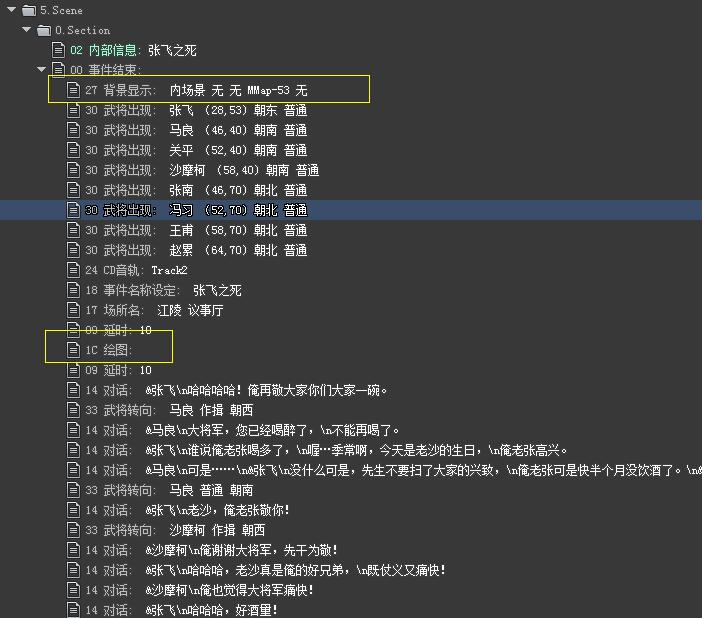 5.Scene
0.Section
02 内部信息: 张飞之死
00 事件结束:
27 背景显示: 内场景 无 无 MMap-53 无
30 武将出现: 张飞 (28,53) 朝东 普通
30 武将出现: 马良 (46,40) 朝南 普通
30 武将出现: 关平 (52,40) 朝南 普通
30 武将出现: 沙摩柯 (58,40) 朝南 普通
30 武将出现: 张南 (46,70) 朝北 普通
30 武将出现: 冯习 (52,70) 朝北 普通
30 武将出现: 王甫 (58,70) 朝北 普通
30 武将出现: 赵累 (64,70) 朝北 普通
24 CD音轨: Track2
18 事件名称设定: 张飞之死
17 场所名: 江陵 议事厅
09 延时: 10
1C 绘图:
09 延时: 10
14 对话: &张飞\n哈哈哈哈！俺再敬大家你们大家一碗。
33 武将转向: 马良 作揖 朝西
14 对话: &马良\n大将军，您已经喝醉了，\n不能再喝了。
14 对话: &张飞\n谁说俺老张喝多了，\n喔…季常啊，今天是老沙的生日，\n俺老张高兴。
14 对话: &马良\n可是……\n&张飞\n没什么可是，先生不要扫了大家的兴致，\n俺老张可是快半个月没饮酒了。\n&
33 武将转向: 马良 普通 朝南
14 对话: &张飞\n老沙，俺老张敬你！
33 武将转向: 沙摩柯 作揖 朝西
14 对话: &沙摩柯\n俺谢谢大将军，先干为敬！
14 对话: &张飞\n哈哈哈，老沙真是俺的好兄弟，\n既仗义又痛快！
14 对话: &沙摩柯\n俺也觉得大将军痛快！
14 对话: &张飞\n哈哈哈，好酒量！